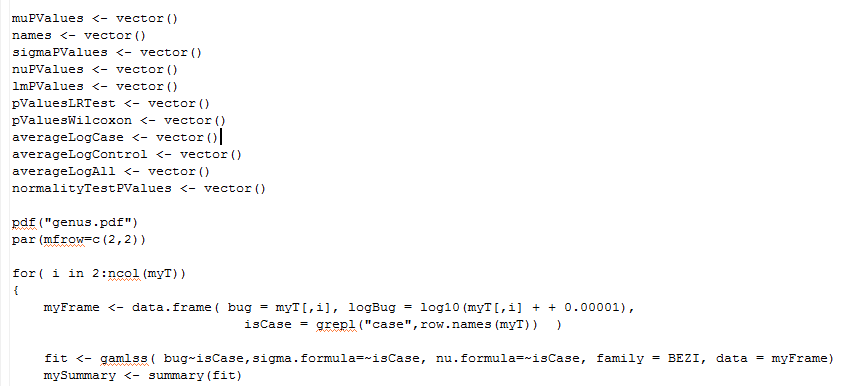 muPValues <- vector()
names <- vector()
sigmaPValues <- vector()
nuPValues <- vector()
lmPValues <- vector()
pValuesLRTest <- vector()
pValuesWilcoxon <- vector()
averageLogCase <- vector()
averageLogControl <- vector()
averageLogAll <- vector()
normalityTestPValues <- vector()
pdf("genus.pdf")
par(mfrow=c(2,2))
for( i in 2:ncol(myT))
{
myFrame <- data.frame( bug = myT[,i], logBug = log10(myT[,i] + + 0.00001),
isCase = grepl("case",row.names(myT))  )
fit <- gamlss( bug~isCase,sigma.formula=~isCase, nu.formula=~isCase, family = BEZI, data = myFrame)
mySummary <- summary(fit)